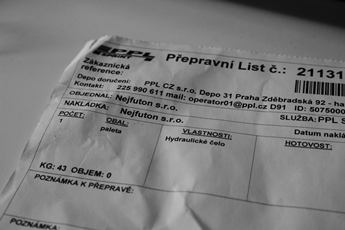 PPL Přepravní List č.: 21131
Zákaznická
reference:
Depo doručení: PPL CZ s.r.o. Depo 31 Praha Zděbradská 92 - ha
Kontakt: 225 990 611 mail: operator01@ppl.cz D91 ID: 5075000
OBJEDNAL: Nejfuton s.r.o. SLUŽBA: PPL S
NAKLÁDKA: Nejfuton s.r.o. Datum nakl
POČET: OBAL: VLASTNOSTI: HOTOVOST:
1 paleta Hydraulické čelo
KG: 43 OBJEM: 0
POZNÁMKA K PŘEPRAVĚ:
POZNÁMKA: